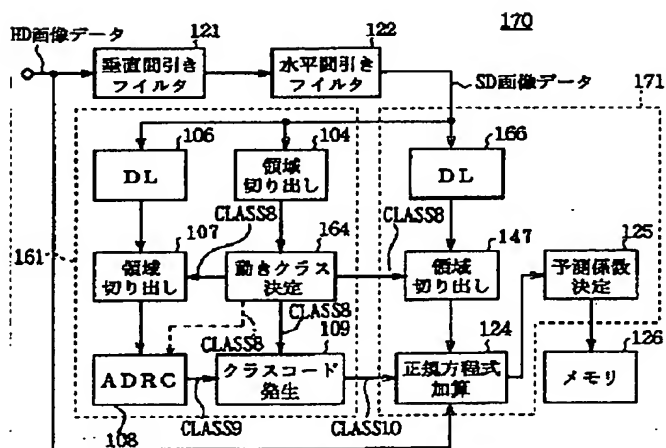 HD画像データ
121
122
170
垂直間引き
フィルタ
水平間引き
フィルタ
SD画像データ
171
106
104
166
DL
領域
切り出し
DL
CLASS8
107
164
CLASS8
125
161
領域
切り出し
動きクラス
決定
領域
切り出し
147
予測係数
決定
CLASS8
CLASS8
109
124
126
ADRC
クラスコード
発生
正規方程式
加算
メモリ
108
CLASS9
CLASS10